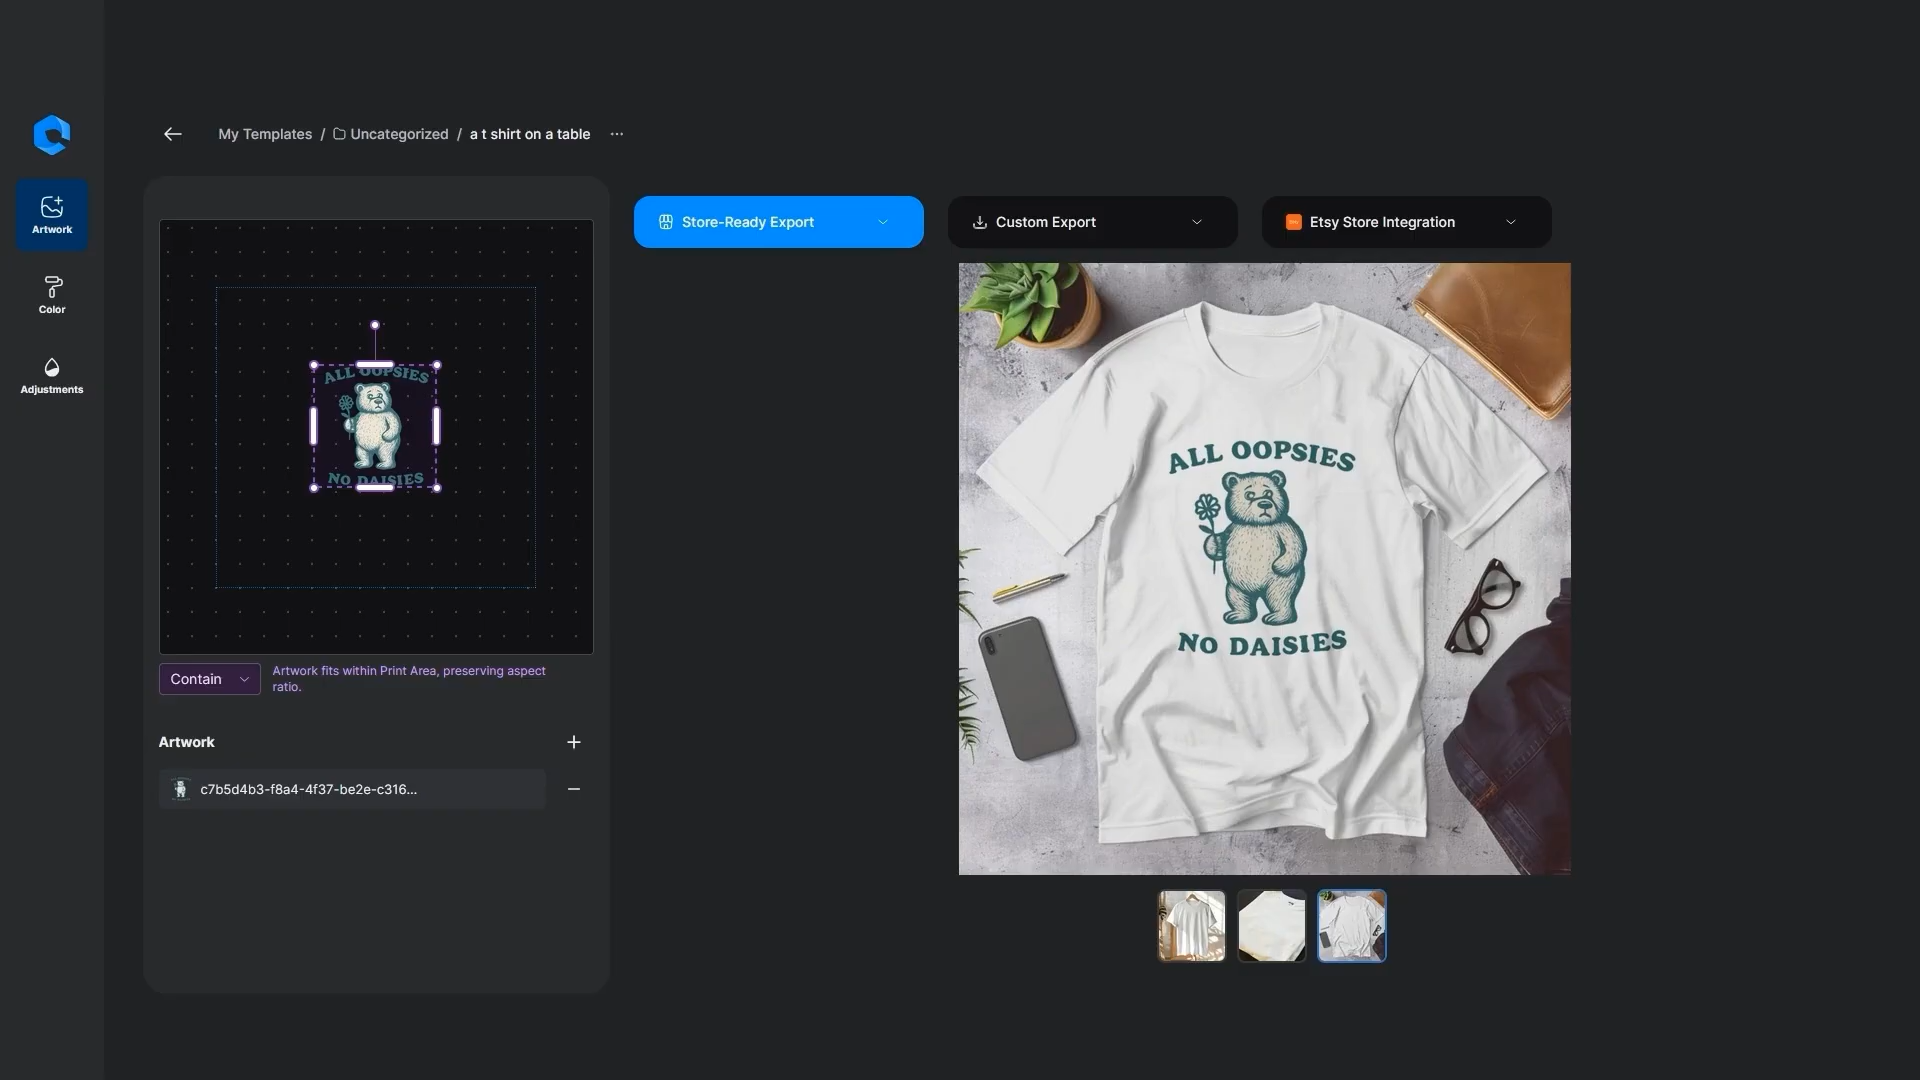 My Templates / Uncategorized / a t shirt on a table ...
Artwork
Color
Adjustments
Store-Ready Export
Custom Export
Etsy Store Integration
ALL OOPSIES
NO DAISIES
Contain
Artwork fits within Print Area, preserving aspect
ratio.
Artwork
c7b5d4b3-f8a4-4f37-be2e-c316...
ALL OOPSIES
NO DAISIES